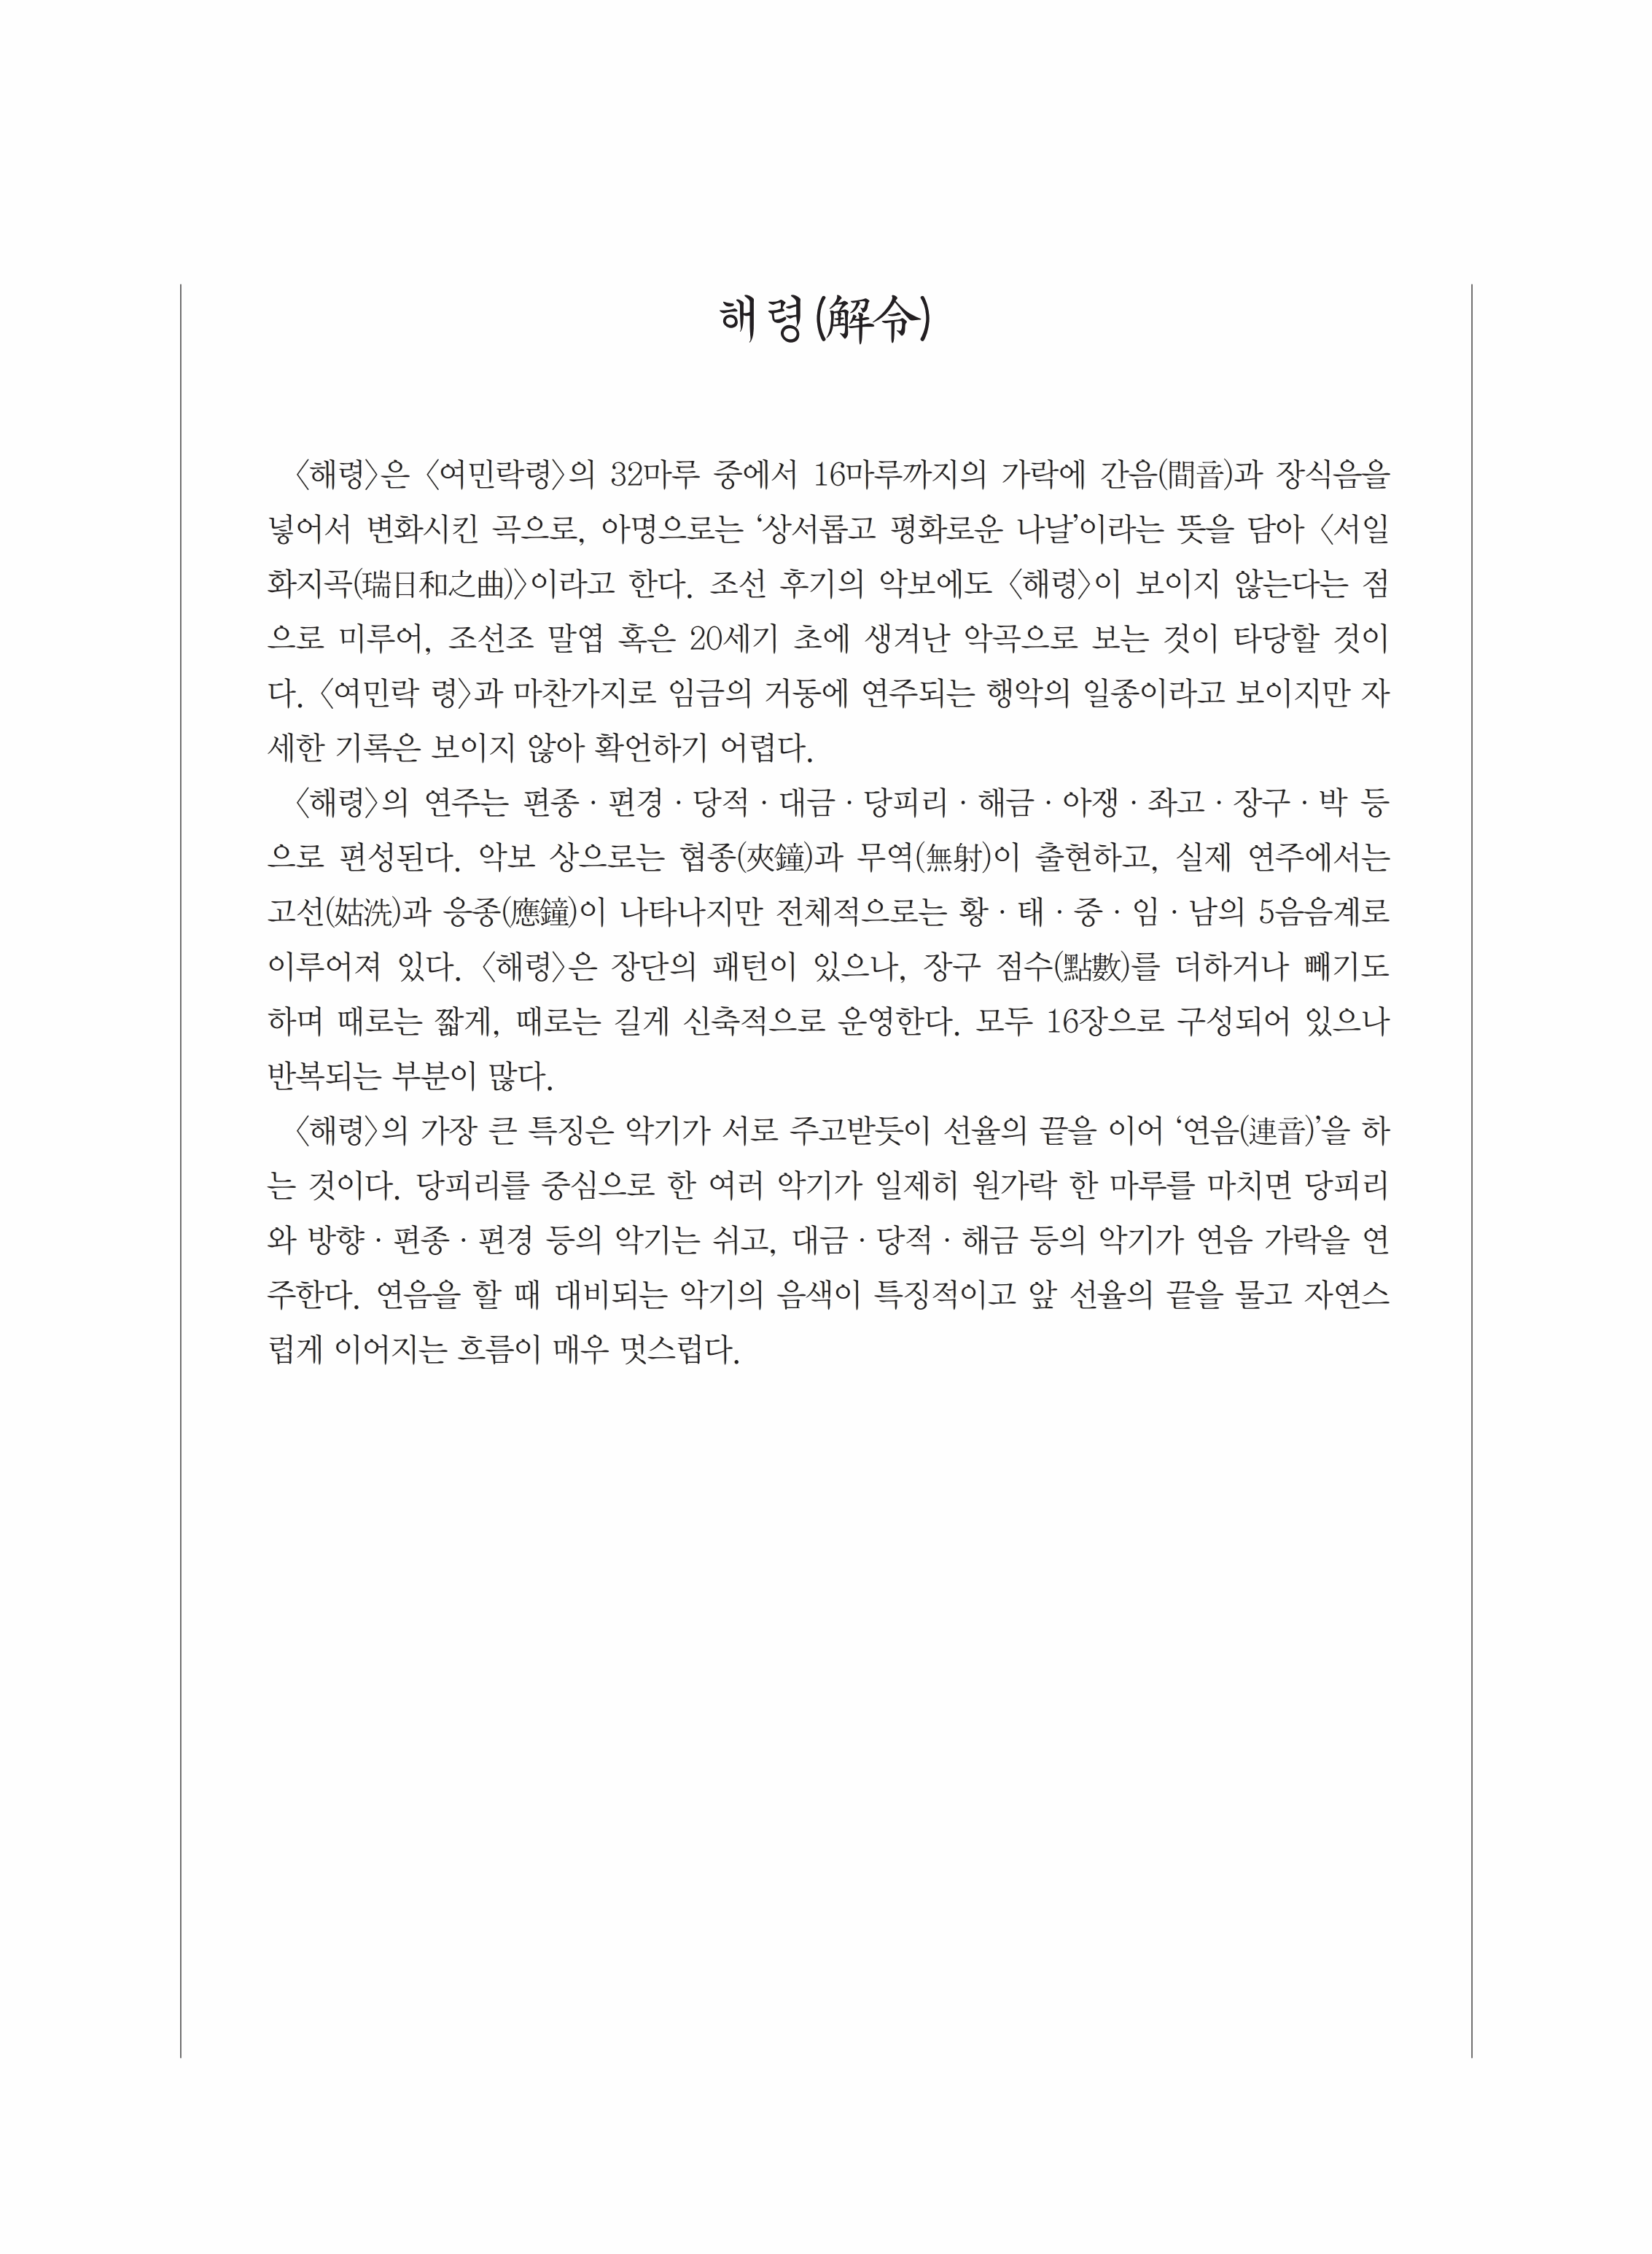 해령(解令)
〈해령〉은 〈여민락령〉의 32마루 중에서 16마루까지의 가락에 간음(間音)과 장식음을
넣어서 변화시킨 곡으로, 아명으로는 ‘상서롭고 평화로운 나날’이라는 뜻을 담아 〈서일
화지곡(瑞日和之曲)〉이라고 한다. 조선 후기의 악보에도 〈해령〉이 보이지 않는다는 점
으로 미루어, 조선조 말엽 혹은 20세기 초에 생겨난 악곡으로 보는 것이 타당할 것이
다. 〈여민락 령〉과 마찬가지로 임금의 거동에 연주되는 행악의 일종이라고 보이지만 자
세한 기록은 보이지 않아 확언하기 어렵다.
〈해령〉의 연주는 편종 · 편경 · 당적 · 대금 · 당피리 · 해금 · 아쟁 · 좌고 · 장구 · 박 등
으로 편성된다. 악보 상으로는 협종(夾鐘)과 무역(無射)이 출현하고, 실제 연주에서는
고선(姑洗)과 응종(應鐘)이 나타나지만 전체적으로는 황 · 태 · 중 · 임 · 남의 5음음계로
이루어져 있다. 〈해령〉은 장단의 패턴이 있으나, 장구 점수(點數)를 더하거나 빼기도
하며 때로는 짧게, 때로는 길게 신축적으로 운영한다. 모두 16장으로 구성되어 있으나
반복되는 부분이 많다.
〈해령〉의 가장 큰 특징은 악기가 서로 주고받듯이 선율의 끝을 이어 ‘연음(連音)’을 하
는 것이다. 당피리를 중심으로 한 여러 악기가 일제히 원가락 한 마루를 마치면 당피리
와 방향 · 편종 · 편경 등의 악기는 쉬고, 대금 · 당적 · 해금 등의 악기가 연음 가락을 연
주한다. 연음을 할 때 대비되는 악기의 음색이 특징적이고 앞 선율의 끝을 물고 자연스
럽게 이어지는 흐름이 매우 멋스럽다.